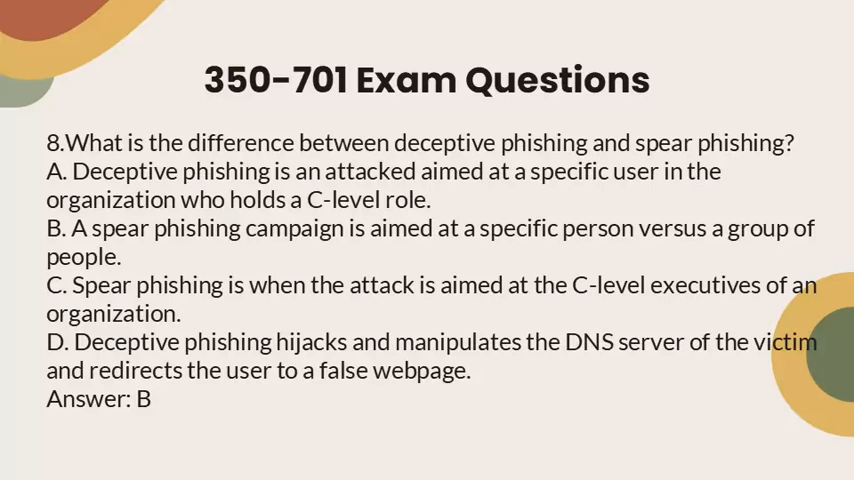 350-701 Exam Questions
8.What is the difference between deceptive phishing and spear phishing?
A. Deceptive phishing is an attacked aimed at a specific user in the
organization who holds a C-level role.
B. A spear phishing campaign is aimed at a specific person versus a group of
people.
C. Spear phishing is when the attack is aimed at the C-level executives of an
organization.
D. Deceptive phishing hijacks and manipulates the DNS server of the victim
and redirects the user to a false webpage.
Answer: B